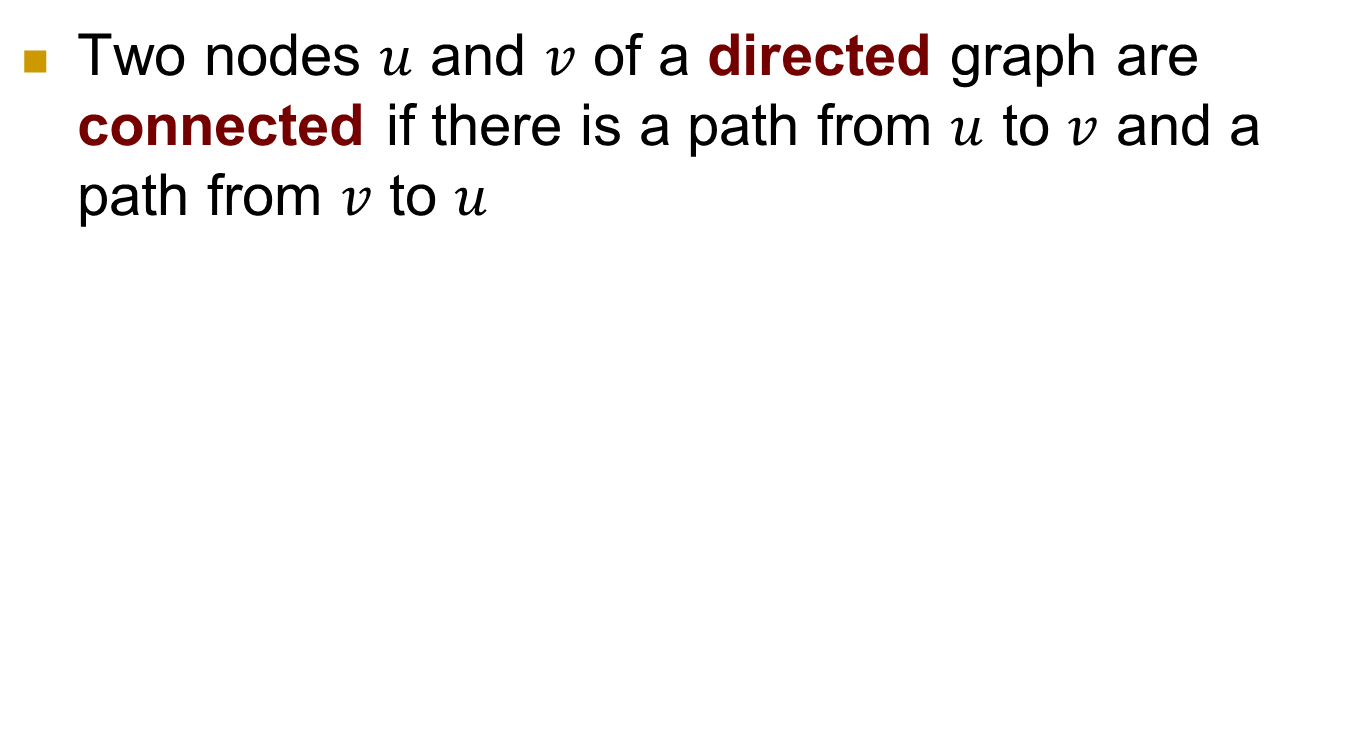 Two nodes 𝑢 and 𝑣 of a directed graph are
connected if there is a path from 𝑢 to 𝑣 and a
path from 𝑣 to 𝑢